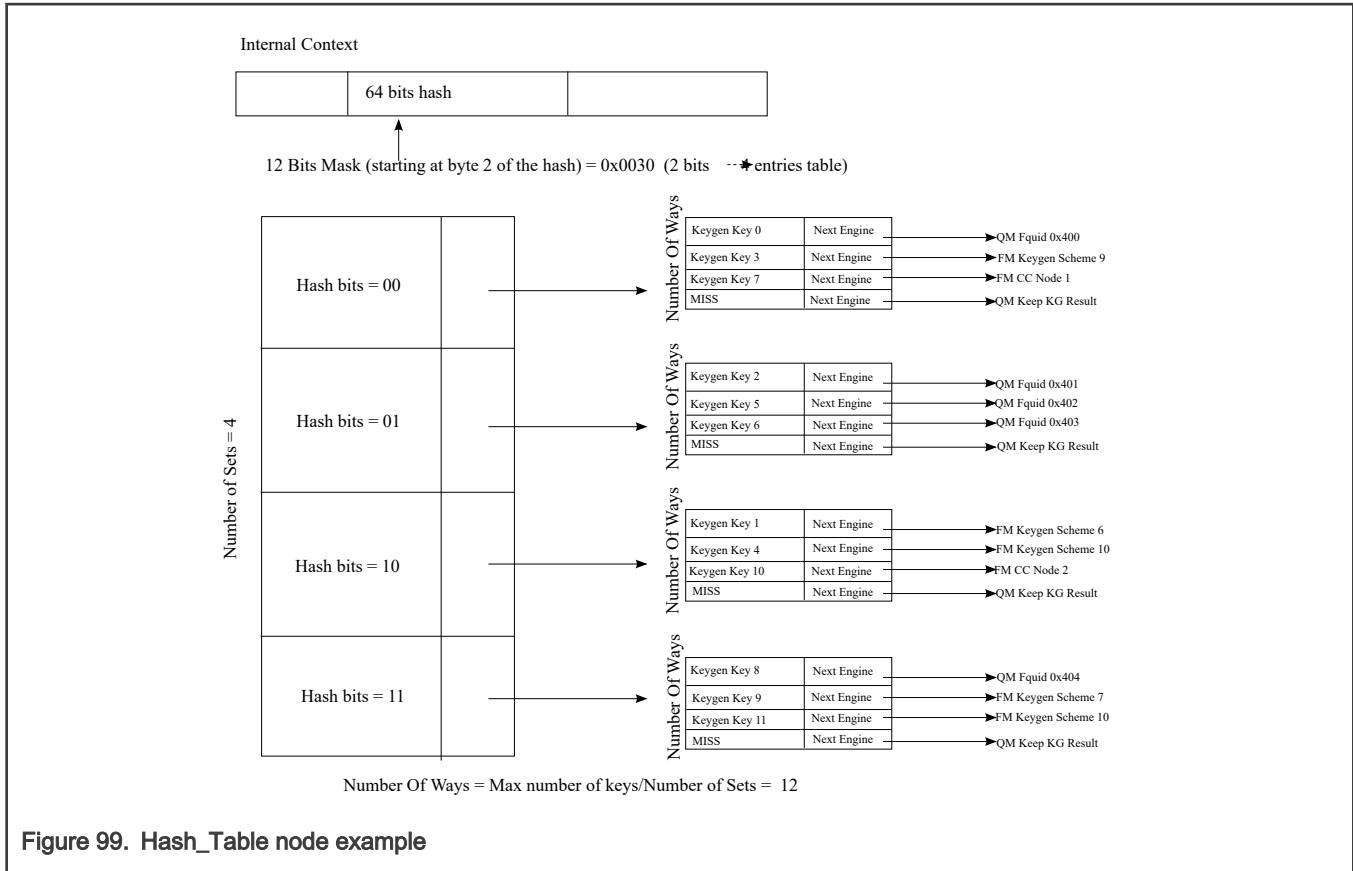 Internal Context
64 bits hash
12 Bits Mask (starting at byte 2 of the hash) = 0x0030 (2 bits entries table)
Number of Sets = 4
Hash bits = 00
Number Of Ways
Keygen Key 0 Next Engine QM Fquid 0x400
Keygen Key 3 Next Engine FM Keygen Scheme 9
Keygen Key 7 Next Engine FM CC Node 1
MISS Next Engine QM Keep KG Result
Hash bits = 01
Number Of Ways
Keygen Key 2 Next Engine QM Fquid 0x401
Keygen Key 5 Next Engine QM Fquid 0x402
Keygen Key 6 Next Engine QM Fquid 0x403
MISS Next Engine QM Keep KG Result
Hash bits = 10
Number Of Ways
Keygen Key 1 Next Engine FM Keygen Scheme 6
Keygen Key 4 Next Engine FM Keygen Scheme 10
Keygen Key 10 Next Engine FM CC Node 2
MISS Next Engine QM Keep KG Result
Hash bits = 11
Number Of Ways
Keygen Key 8 Next Engine QM Fquid 0x404
Keygen Key 9 Next Engine FM Keygen Scheme 7
Keygen Key 11 Next Engine FM Keygen Scheme 10
MISS Next Engine QM Keep KG Result
Number Of Ways = Max number of keys/Number of Sets = 12
Figure 99. Hash_Table node example